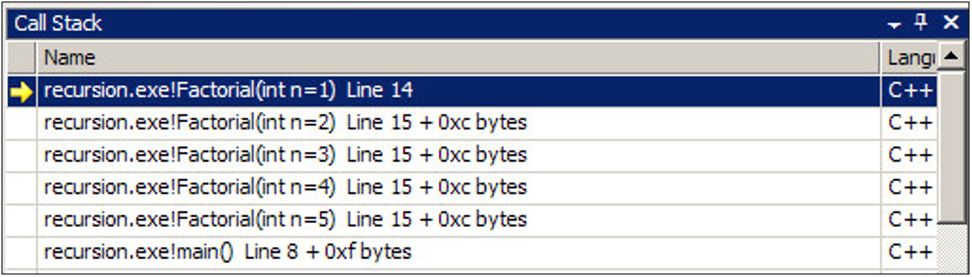 Call Stack
Name Langu
recursion.exe!Factorial(int n=1) Line 14 C++
recursion.exe!Factorial(int n=2) Line 15 + 0xc bytes C++
recursion.exe!Factorial(int n=3) Line 15 + 0xc bytes C++
recursion.exe!Factorial(int n=4) Line 15 + 0xc bytes C++
recursion.exe!Factorial(int n=5) Line 15 + 0xc bytes C++
recursion.exe!main() Line 8 + 0xf bytes C++